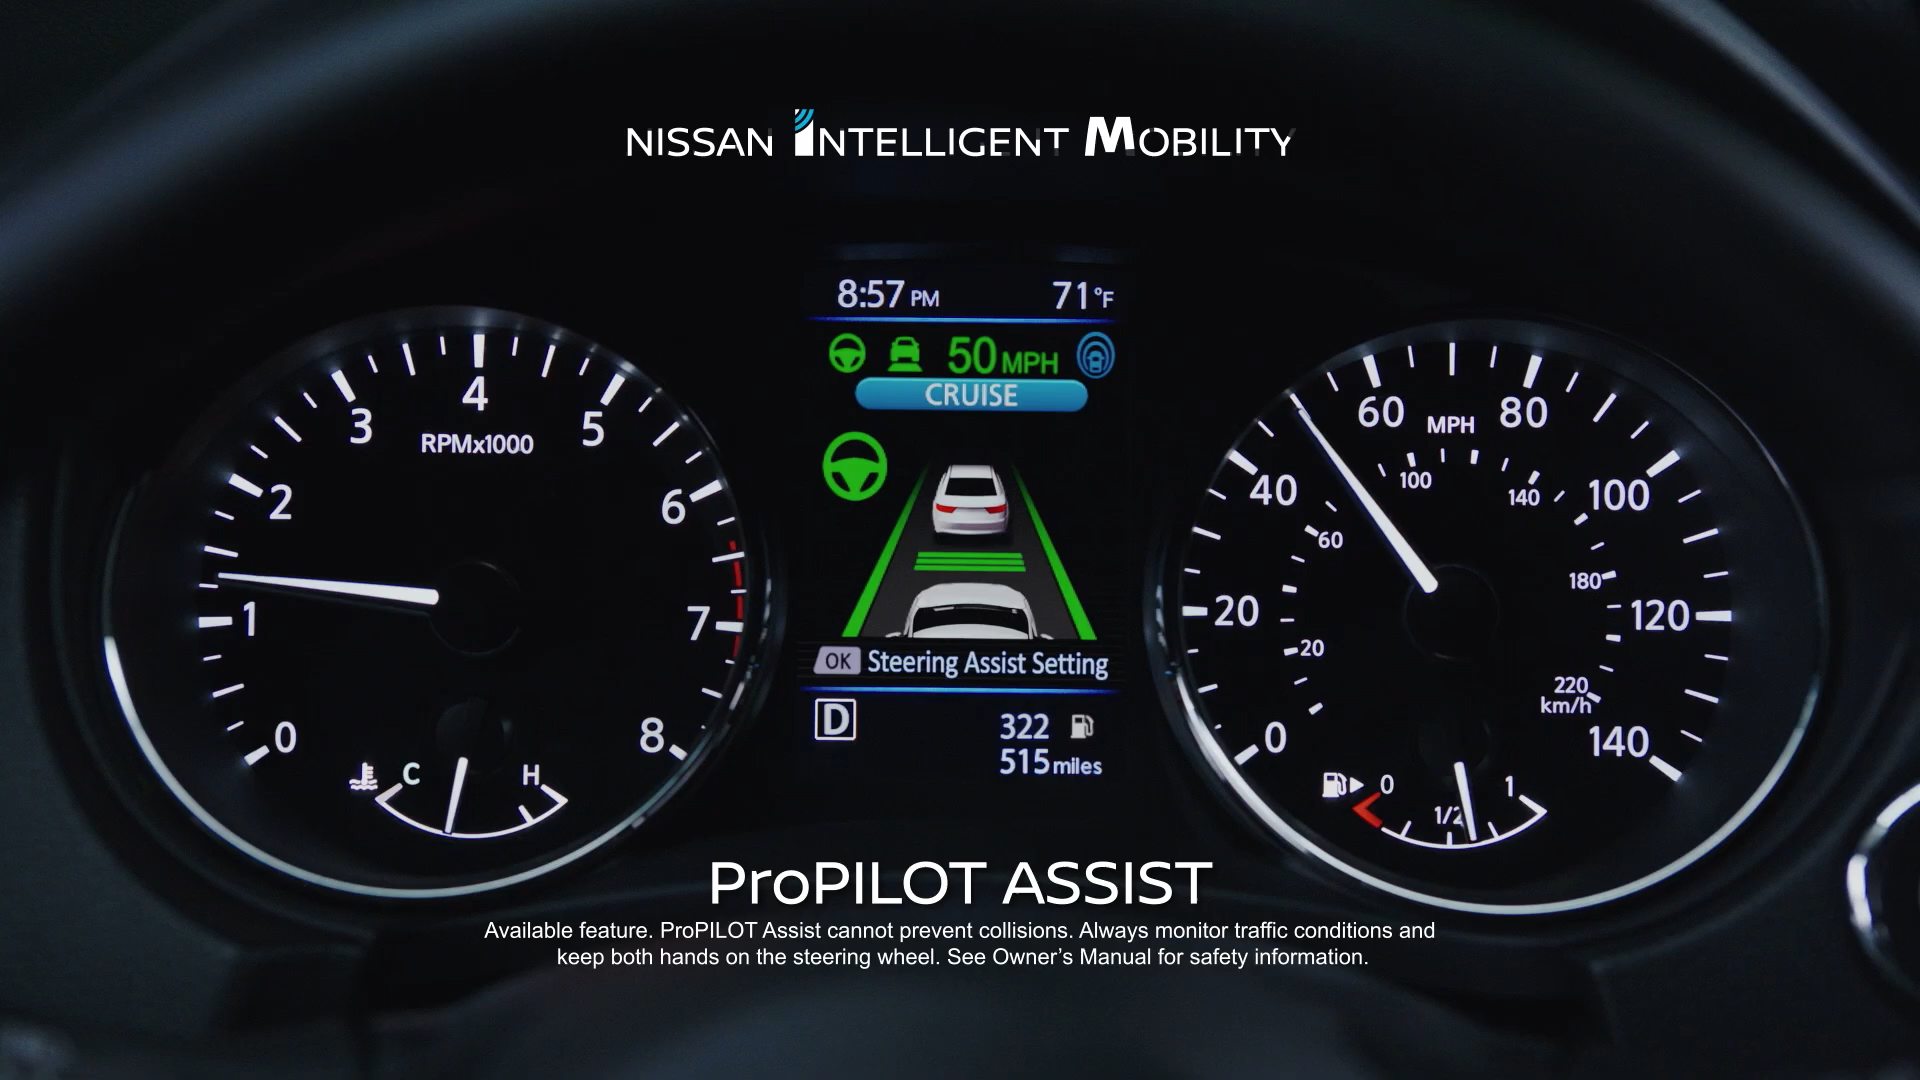 NISSAN INTELLIGENT MOBILITY
8:57 PM 71°F
50 MPH
CRUISE
OK Steering Assist Setting
D 322
515 miles
0
1
2
3
4
5
6
7
8
RPMx1000
C H
0
20
40
60
80
100
120
140
MPH
20
60
100
140
180
220
km/h
0 1/2 1
ProPILOT ASSIST
Available feature. ProPILOT Assist cannot prevent collisions. Always monitor traffic conditions and
keep both hands on the steering wheel. See Owner's Manual for safety information.